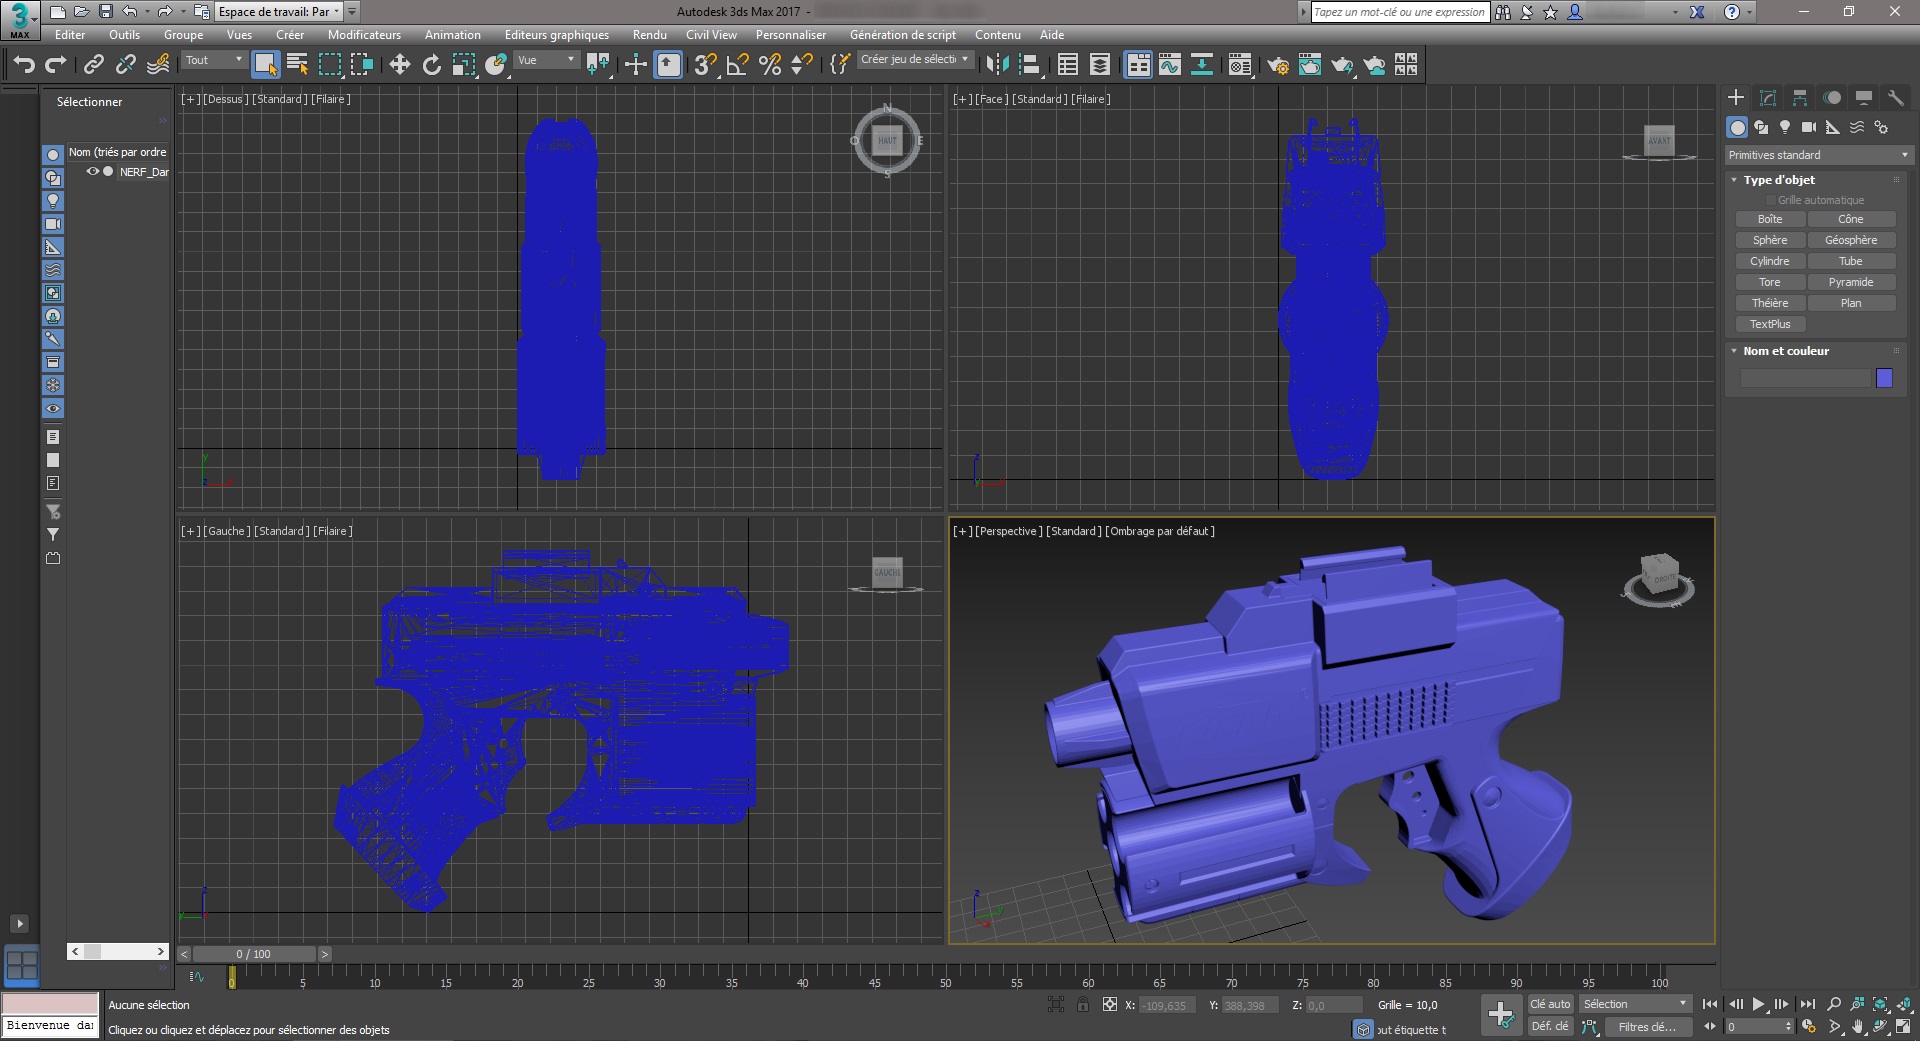 3
MAX
Espace de travail: Par
Autodesk 3ds Max 2017 -
Tapez un mot-clé ou une expression
Editer Outils Groupe Vues Créer Modificateurs Animation Editeurs graphiques Rendu Civil View Personnaliser Génération de script Contenu Aide
Tout
Vue
Créer jeu de sélecti
Sélectionner
Nom (triés par ordre
NERF_Dar
[+] [Dessus] [Standard] [Filaire]
N
HAUT
O
E
S
[+] [Face] [Standard] [Filaire]
AVANT
[+] [Gauche] [Standard] [Filaire]
GAUCHE
[+] [Perspective] [Standard] [Ombrage par défaut]
DROITE
Primitives standard
Type d'objet
Grille automatique
Boîte Cône
Sphère Géosphère
Cylindre Tube
Tore Pyramide
Théière Plan
TextPlus
Nom et couleur
0 / 100
0 5 10 15 20 25 30 35 40 45 50 55 60 65 70 75 80 85 90 95 100
Aucune sélection
Bienvenue da
Cliquez ou cliquez et déplacez pour sélectionner des objets
X: -109,635 Y: 388,398 Z: 0,0 Grille = 10,0
out étiquette t
Clé auto Sélection
Déf. clé Filtres clé...
0